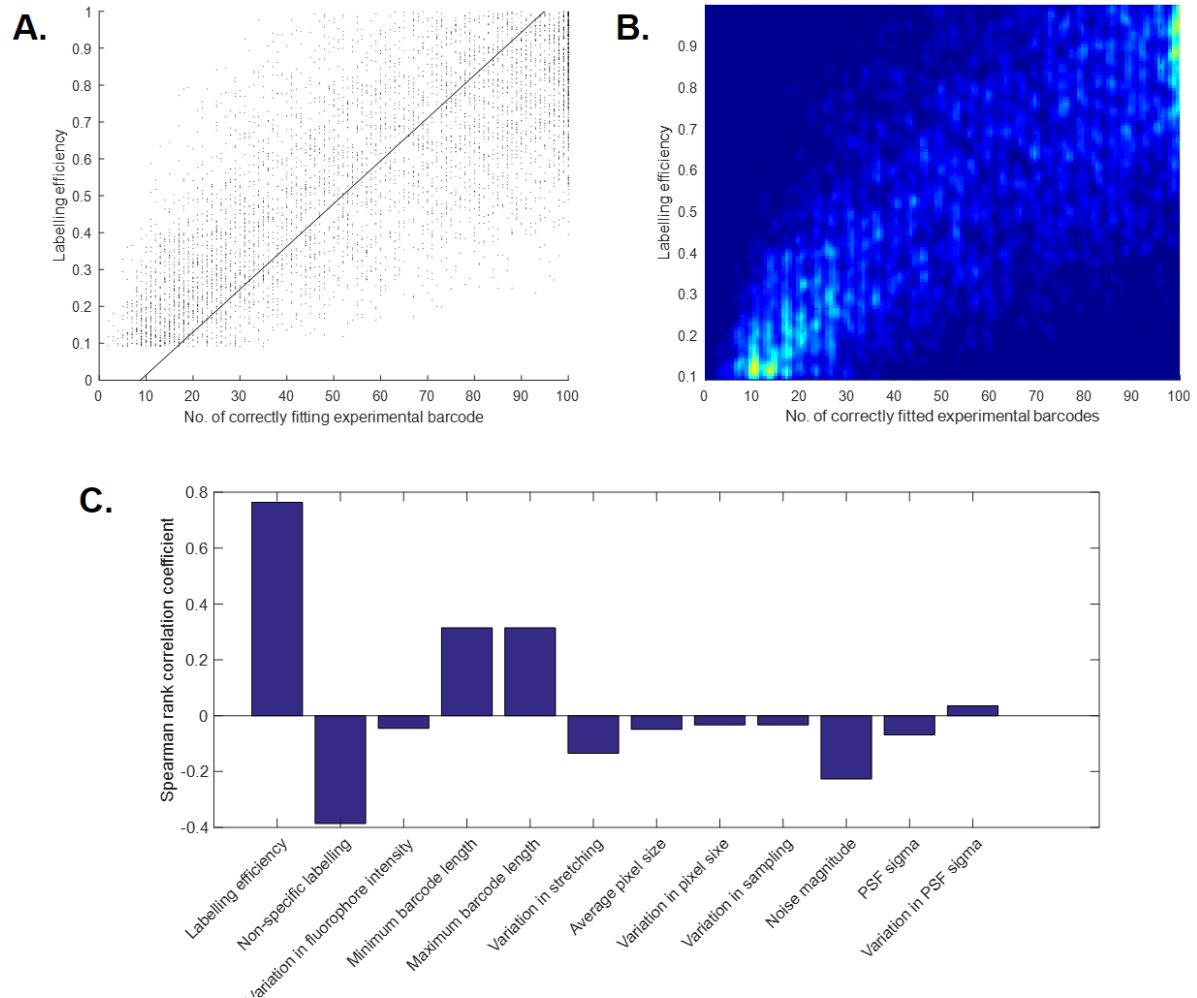 A.
1
0.9
0.8
0.7
0.6
0.5
0.4
0.3
0.2
0.1
0
Labelling efficiency
0 10 20 30 40 50 60 70 80 90 100
No. of correctly fitting experimental barcode
B.
0.9
0.8
0.7
0.6
0.5
0.4
0.3
0.2
0.1
Labelling efficiency
0 10 20 30 40 50 60 70 80 90 100
No. of correctly fitted experimental barcodes
C.
0.8
0.6
0.4
0.2
0
-0.2
-0.4
Spearman rank correlation coefficient
Labelling efficiency
Non-specific labelling
Variation in fluorophore intensity
Minimum barcode length
Maximum barcode length
Variation in stretching
Average pixel size
Variation in pixel sixe
Variation in sampling
Noise magnitude
PSF sigma
Variation in PSF sigma